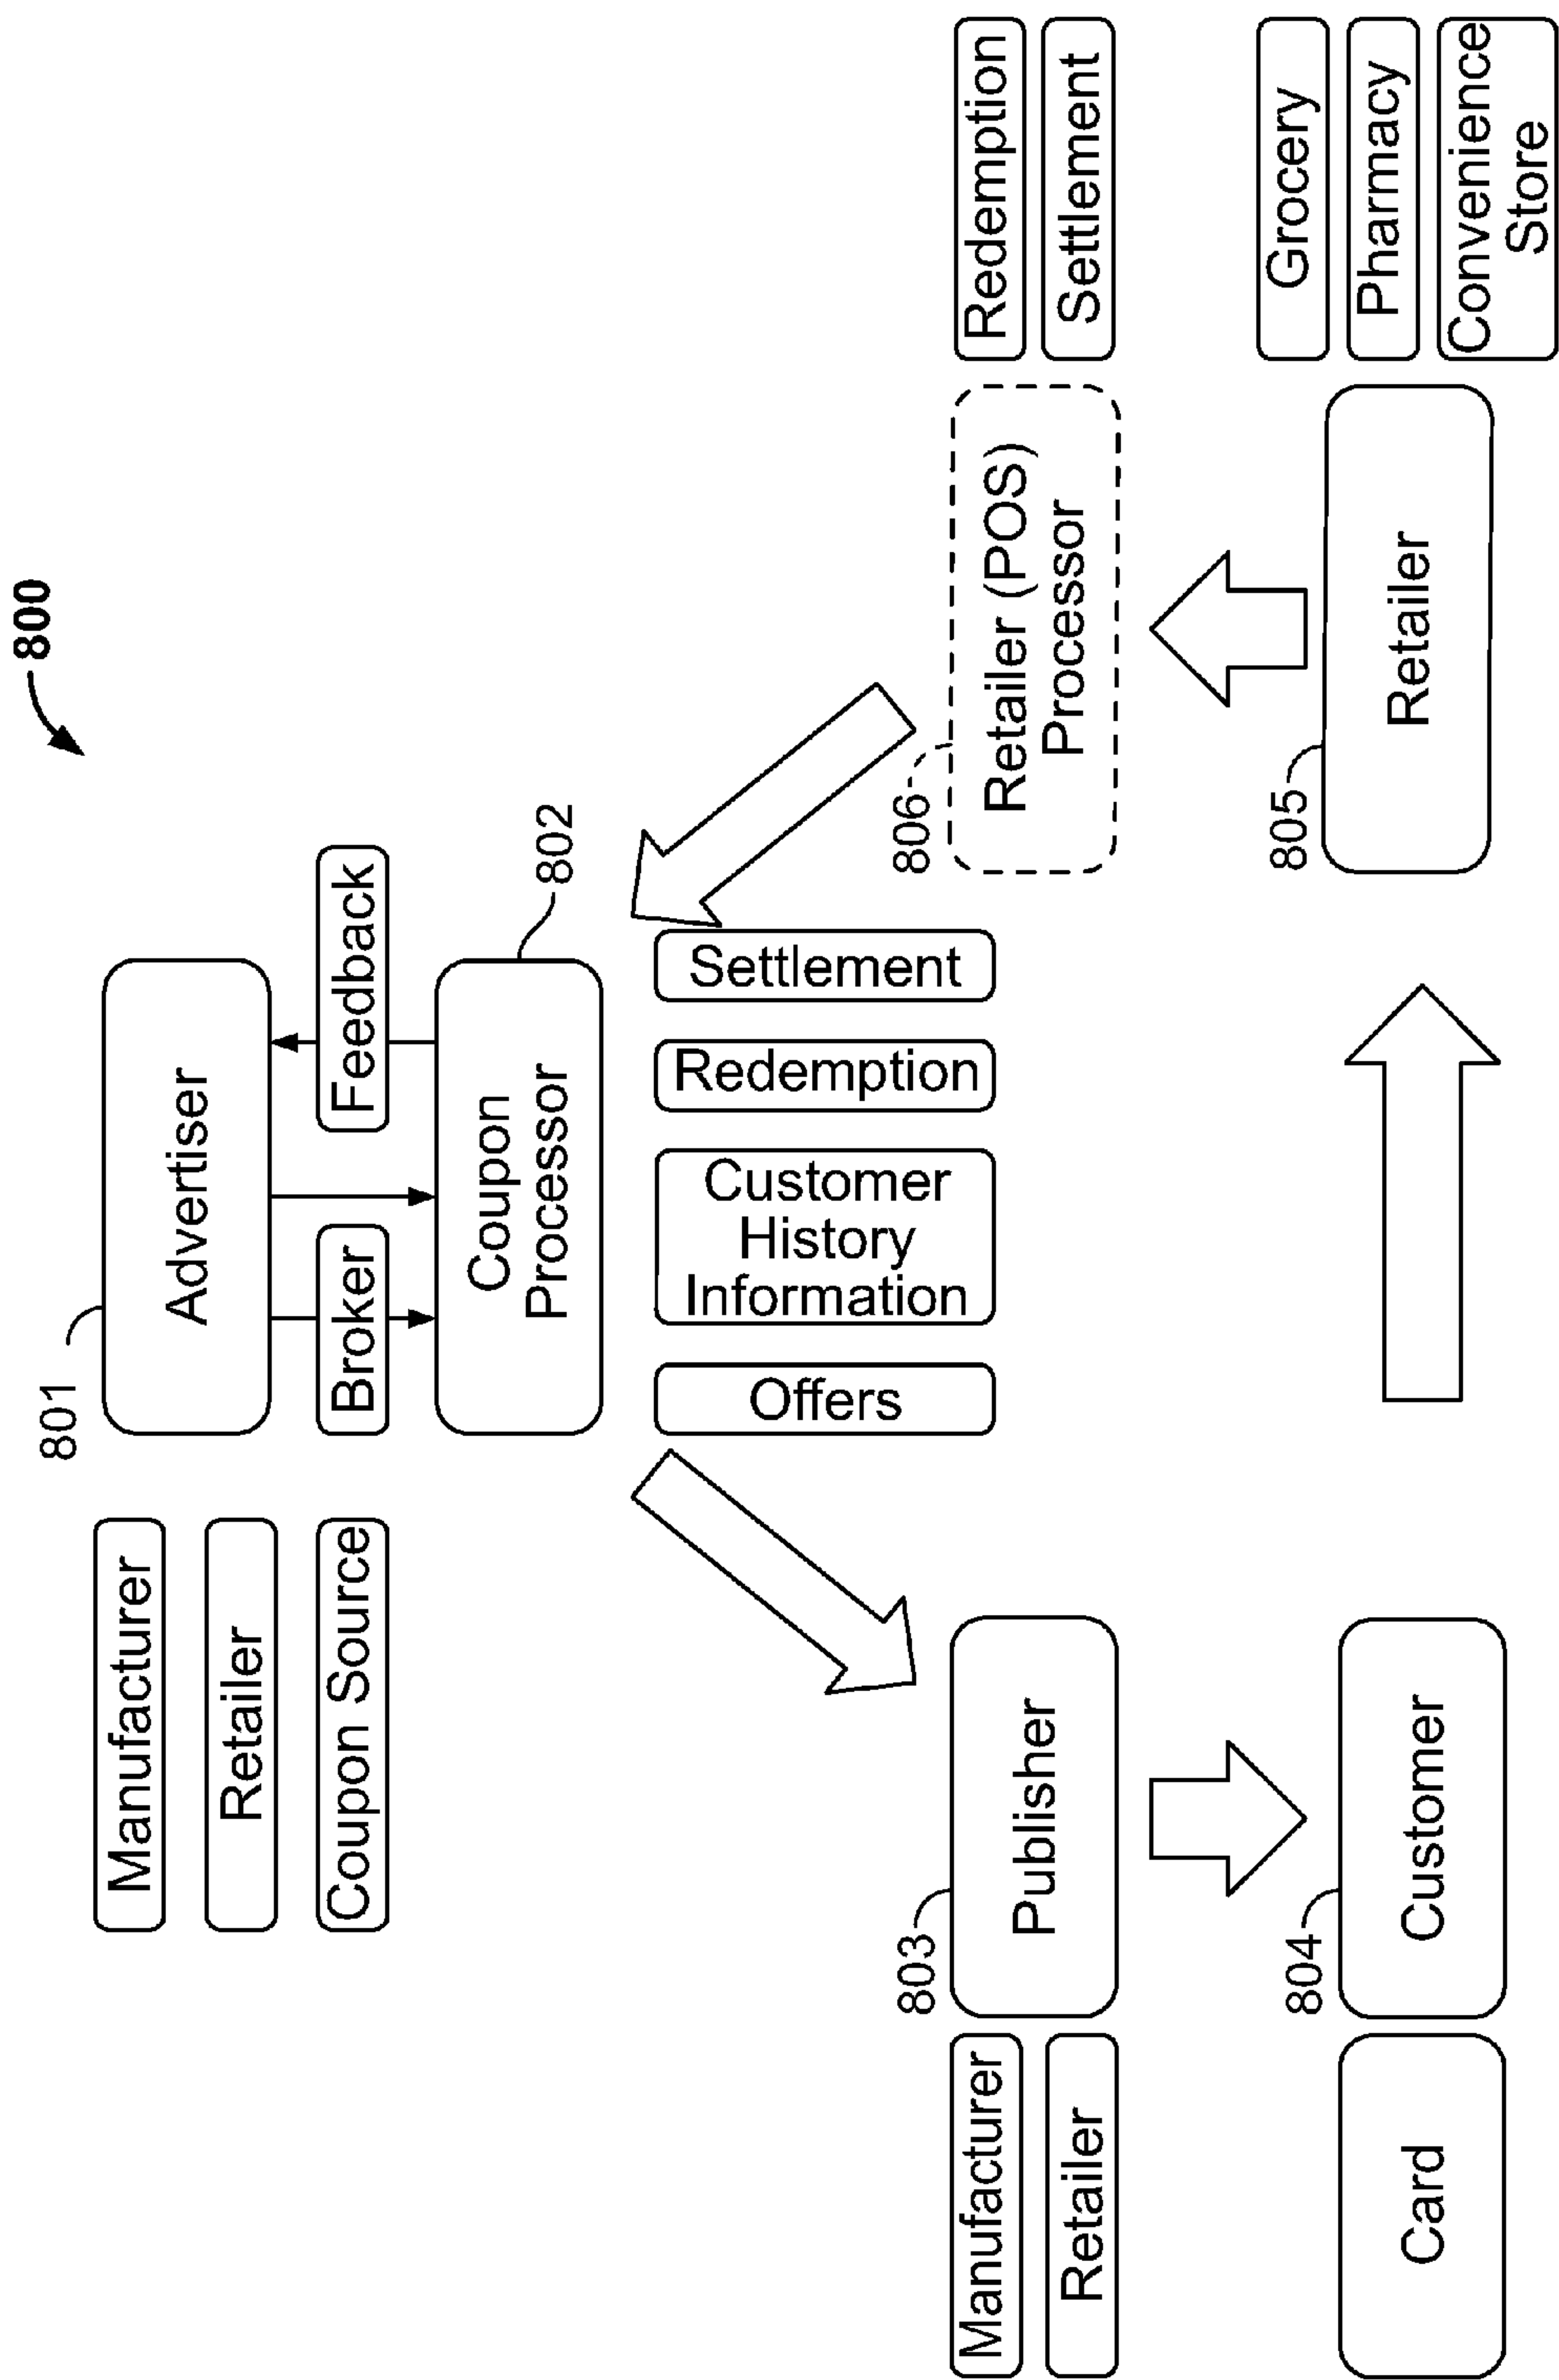 800
801
Manufacturer
Advertiser
Retailer
Coupon Source
Broker
Feedback
Coupon
Processor
802
Offers
Customer
History
Information
Redemption
Settlement
803
Manufacturer
Retailer
Publisher
806
Retailer (POS)
Processor
Redemption
Settlement
804
Card
Customer
805
Retailer
Grocery
Pharmacy
Convenience
Store